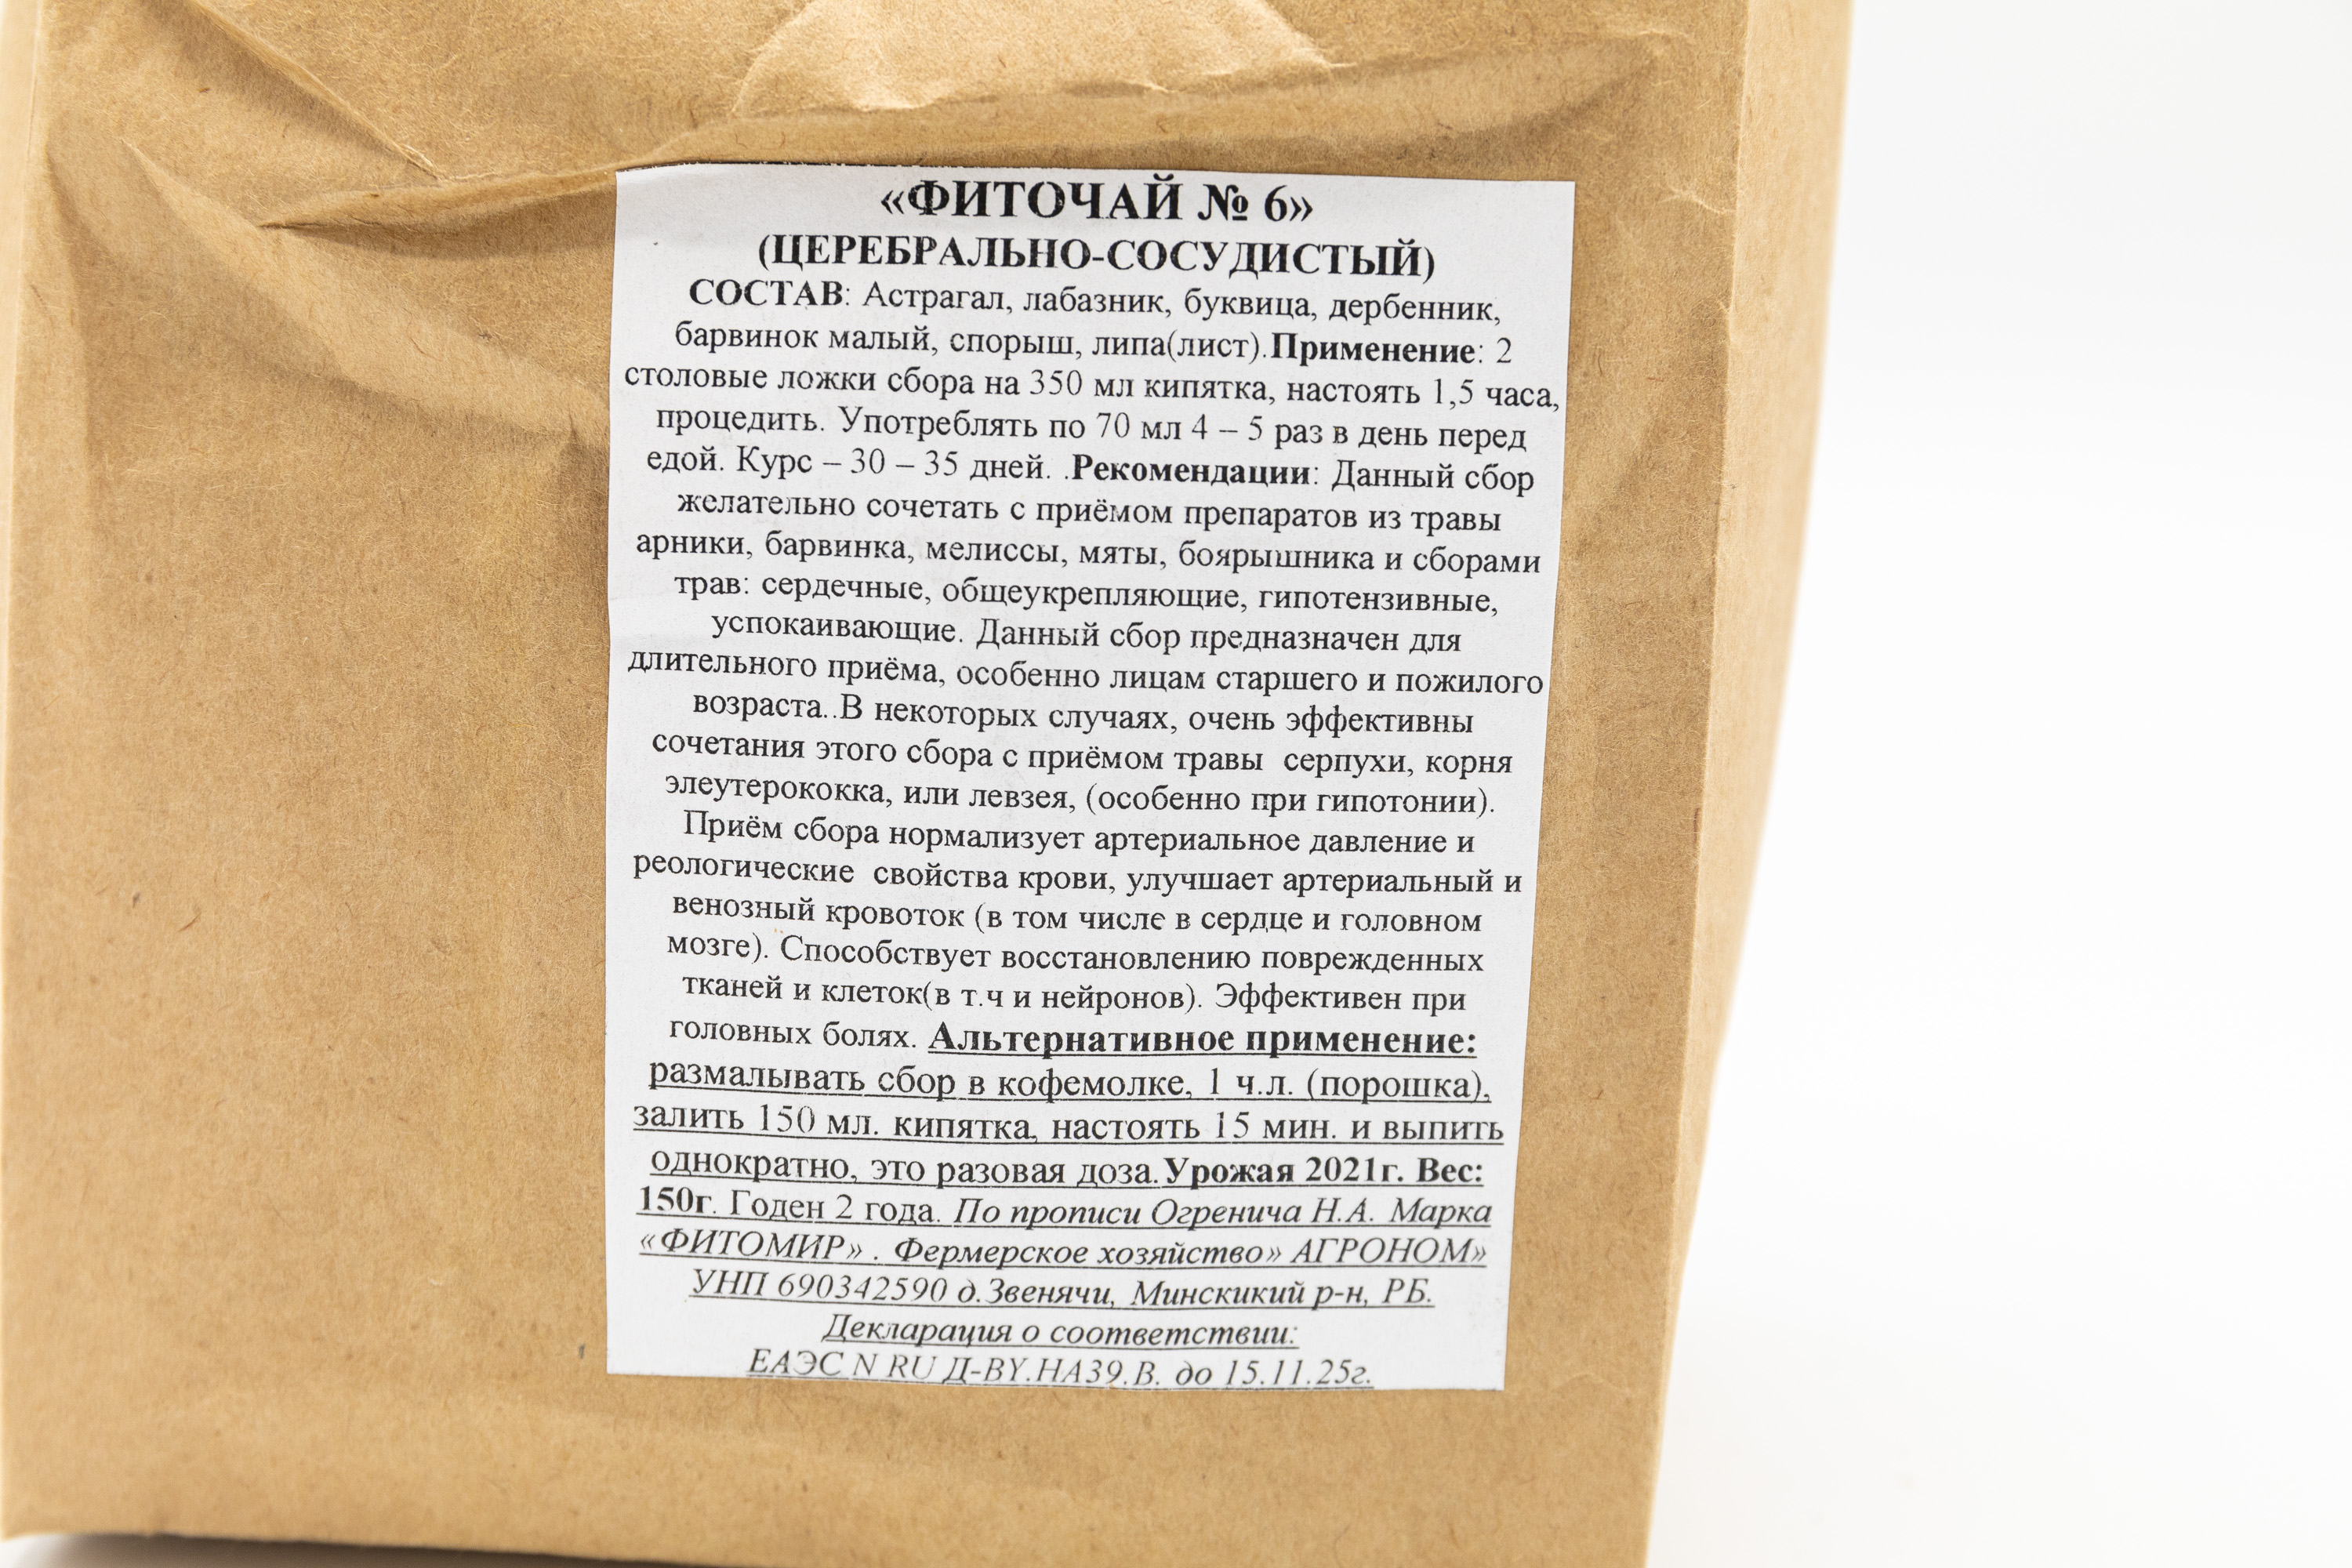 «ФИТОЧАЙ № 6»
(ЦЕРЕБРАЛЬНО-СОСУДИСТЫЙ)
СОСТАВ: Астрагал, лабазник, буквица, дербенник,
барвинок малый, спорыш, липа(лист).Применение: 2
столовые ложки сбора на 350 мл кипятка, настоять 1,5 часа,
процедить. Употреблять по 70 мл 4 – 5 раз в день перед
едой. Курс – 30 – 35 дней. .Рекомендации: Данный сбор
желательно сочетать с приёмом препаратов из травы
арники, барвинка, мелиссы, мяты, боярышника и сборами
трав: сердечные, общеукрепляющие, гипотензивные,
успокаивающие. Данный сбор предназначен для
длительного приёма, особенно лицам старшего и пожилого
возраста..В некоторых случаях, очень эффективны
сочетания этого сбора с приёмом травы  серпухи, корня
элеутерококка, или левзея, (особенно при гипотонии).
Приём сбора нормализует артериальное давление и
реологические  свойства крови, улучшает артериальный и
венозный кровоток (в том числе в сердце и головном
мозге). Способствует восстановлению поврежденных
тканей и клеток(в т.ч и нейронов). Эффективен при
головных болях. Альтернативное применение:
размалывать сбор в кофемолке, 1 ч.л. (порошка),
залить 150 мл. кипятка, настоять 15 мин. и выпить
однократно, это разовая доза.Урожая 2021г. Вес:
150г. Годен 2 года. По прописи Огренича Н.А. Марка
«ФИТОМИР» . Фермерское хозяйство» АГРОНОМ»
УНП 690342590 д.Звенячи, Минскикий р-н, РБ.
Декларация о соответствии:
ЕАЭС N RU Д-BY.НА39.В. до 15.11.25г.